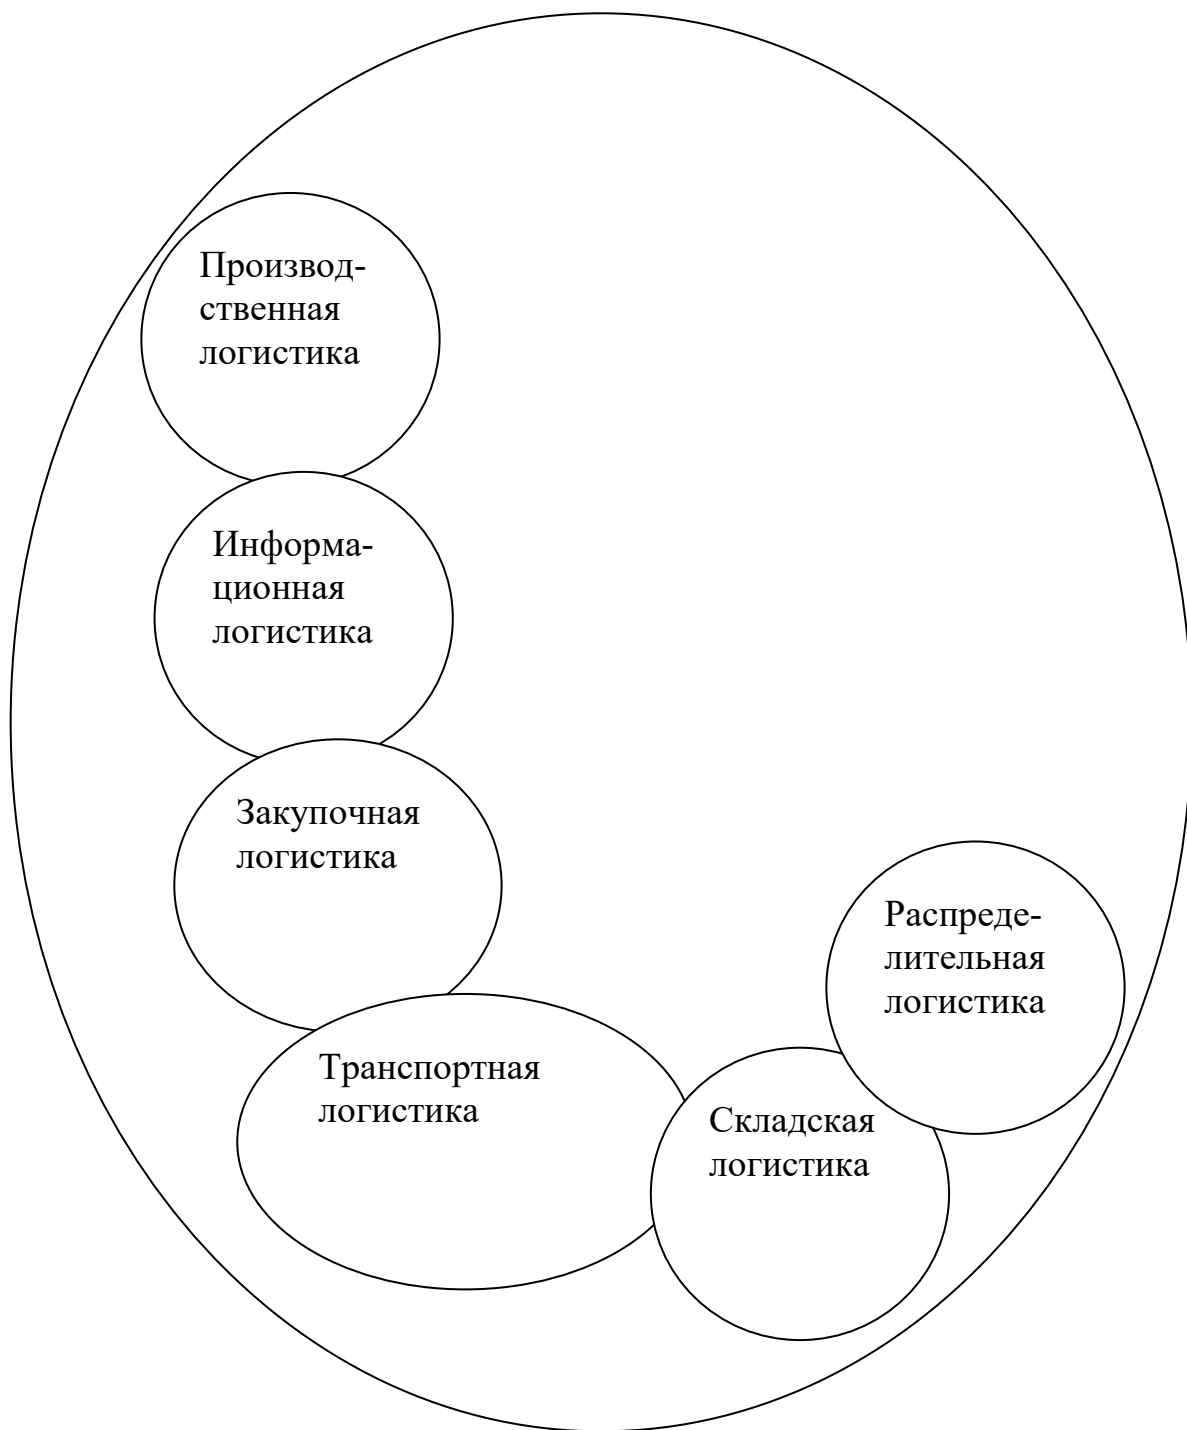 Производ-
ственная
логистика
Информа-
ционная
логистика
Закупочная
логистика
Транспортная
логистика
Складская
логистика
Распреде-
лительная
логистика